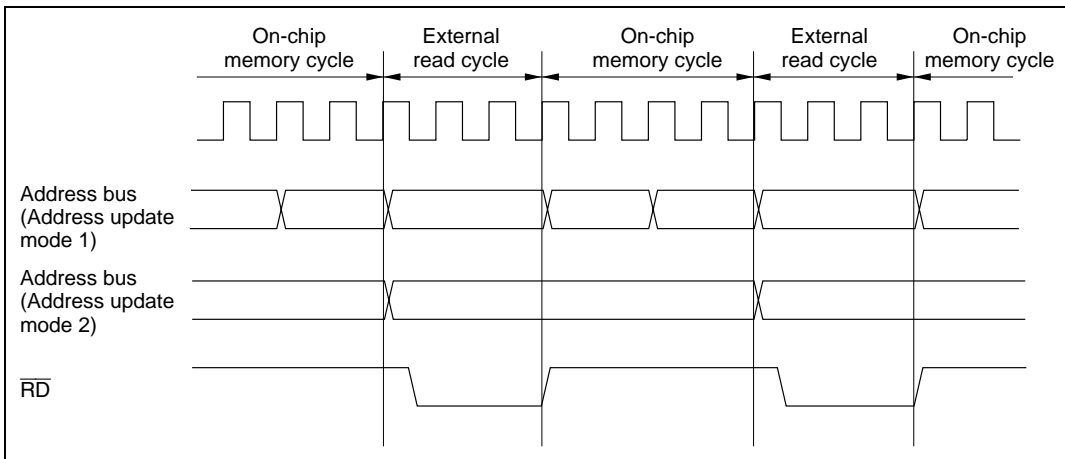 On-chip
memory cycle
External
read cycle
On-chip
memory cycle
External
read cycle
On-chip
memory cycle
Address bus
(Address update
mode 1)
Address bus
(Address update
mode 2)
R̅D̅